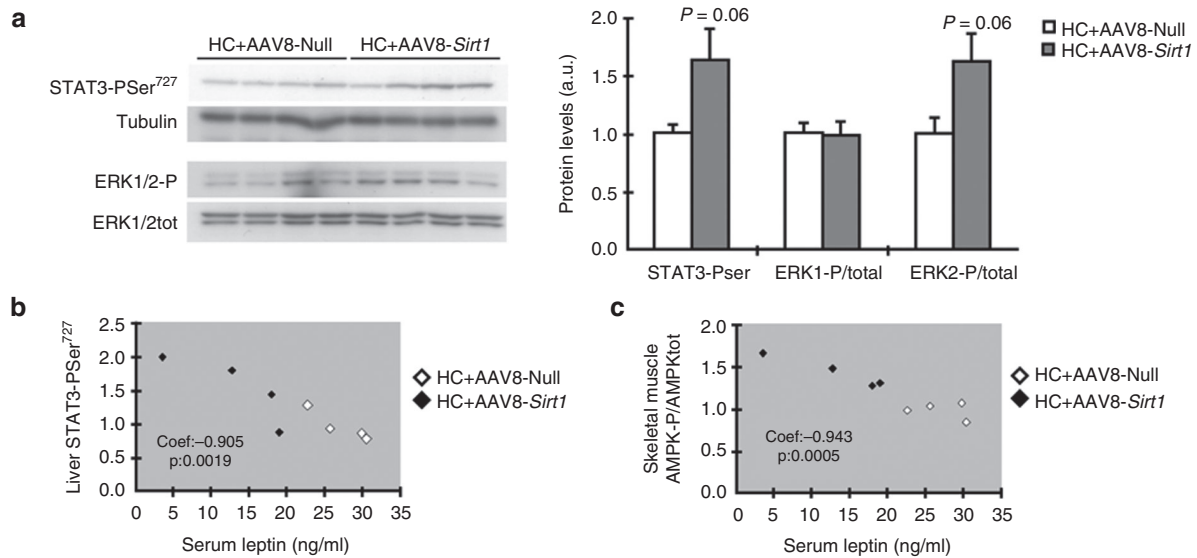 a
HC+AAV8-Null HC+AAV8-Sirt1
STAT3-PSer727
Tubulin
ERK1/2-P
ERK1/2tot
Protein levels (a.u.)
2.0
1.5
1.0
0.5
0.0
P = 0.06
P = 0.06
STAT3-Pser ERK1-P/total ERK2-P/total
HC+AAV8-Null
HC+AAV8-Sirt1
b
Liver STAT3-PSer727
2.5
2.0
1.5
1.0
0.5
0.0
Coef:–0.905
p:0.0019
0 5 10 15 20 25 30 35
Serum leptin (ng/ml)
HC+AAV8-Null
HC+AAV8-Sirt1
c
Skeletal muscle
AMPK-P/AMPKtot
2.0
1.5
1.0
0.5
0.0
Coef:–0.943
p:0.0005
0 5 10 15 20 25 30 35
Serum leptin (ng/ml)
HC+AAV8-Null
HC+AAV8-Sirt1